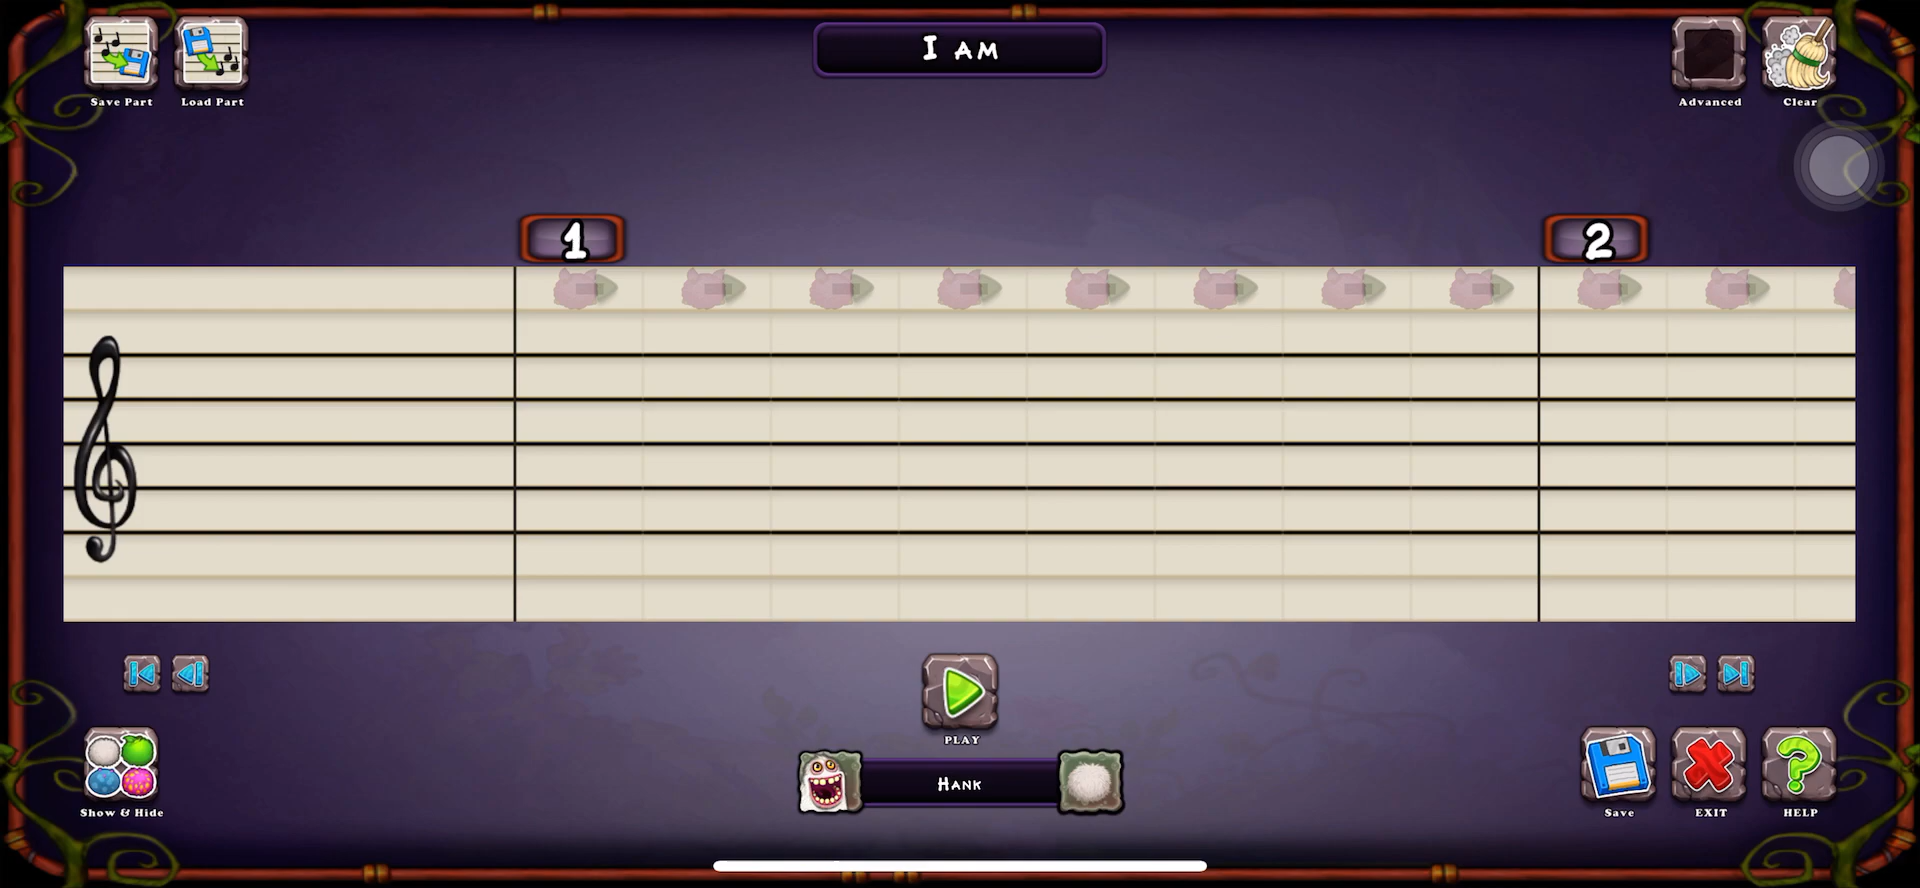 I AM
Save Part
Load Part
Advanced
Clear
1
2
PLAY
HANK
Show & Hide
Save
EXIT
HELP